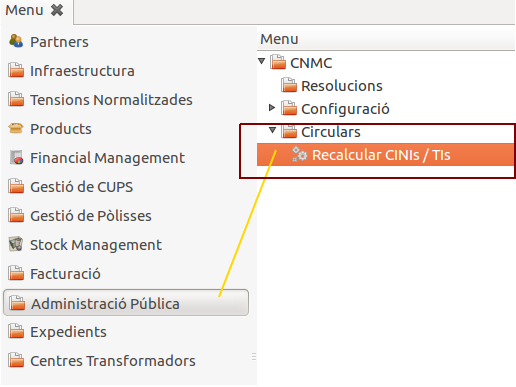 Menu
Partners
Infraestructura
Tensions Normalitzades
Products
Financial Management
Gestió de CUPS
Gestió de Pòlisses
Stock Management
Facturació
Administració Pública
Expedients
Centres Transformadors
Menu
CNMC
Resolucions
Configuració
Circulars
Recalcular CINIs / TIs